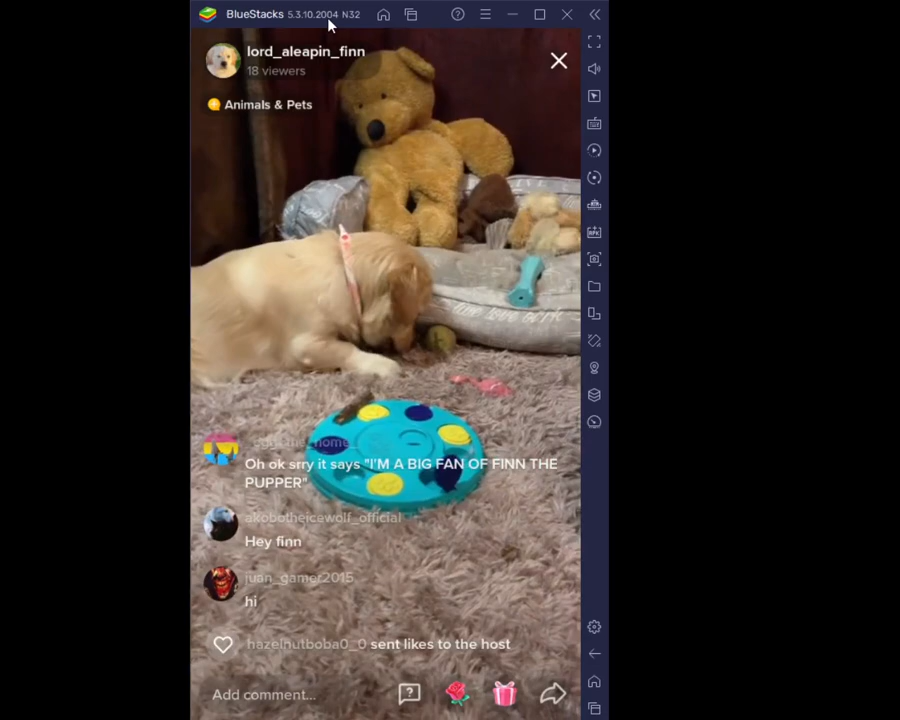 BlueStacks 5.3.10.2004 N32
lord_aleapin_finn
18 viewers
Animals & Pets
Oh ok srry it says "I'M A BIG FAN OF FINN THE
PUPPER"
akobotheicewolf_official
Hey finn
juan_gamer2015
hi
hazelnutboba0_0 sent likes to the host
Add comment...